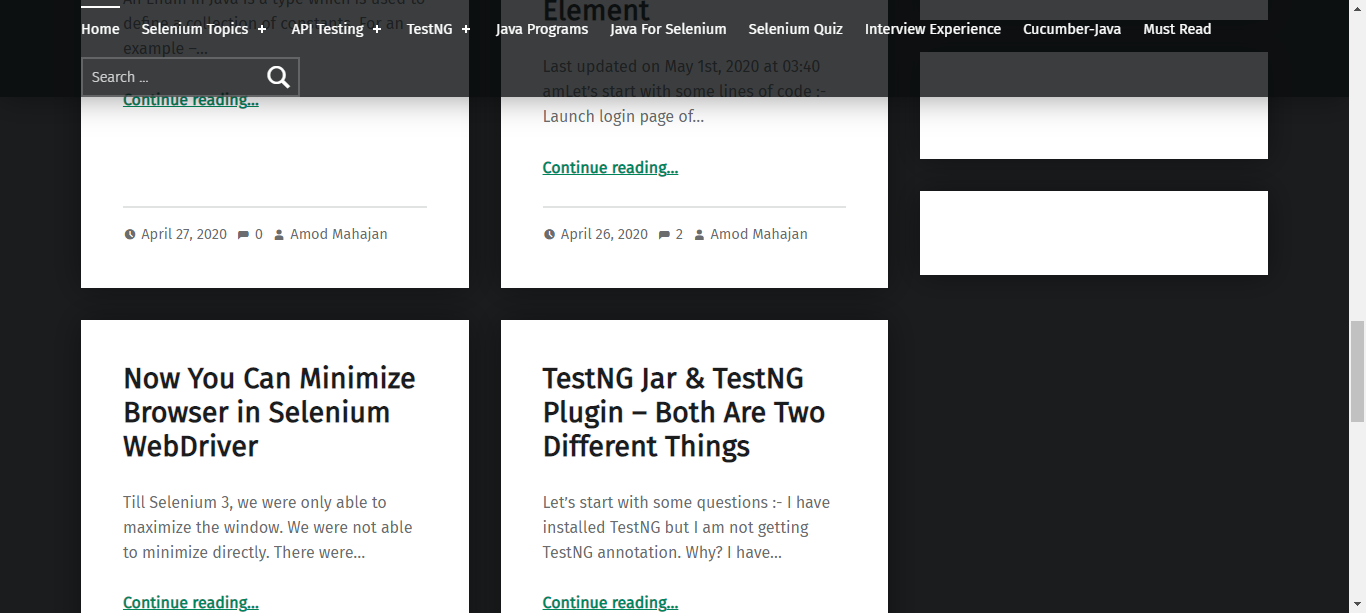 An Enum in Java is a type which is used to
define a collection of constants. For an
example –...
Element
Home Selenium Topics + API Testing + TestNG + Java Programs Java For Selenium Selenium Quiz Interview Experience Cucumber-Java Must Read
Search ...
Continue reading...
April 27, 2020 0 Amod Mahajan
Last updated on May 1st, 2020 at 03:40
amLet's start with some lines of code :-
Launch login page of...
Continue reading...
April 26, 2020 2 Amod Mahajan
Now You Can Minimize
Browser in Selenium
WebDriver
Till Selenium 3, we were only able to
maximize the window. We were not able
to minimize directly. There were...
Continue reading...
TestNG Jar & TestNG
Plugin – Both Are Two
Different Things
Let's start with some questions :- I have
installed TestNG but I am not getting
TestNG annotation. Why? I have...
Continue reading...